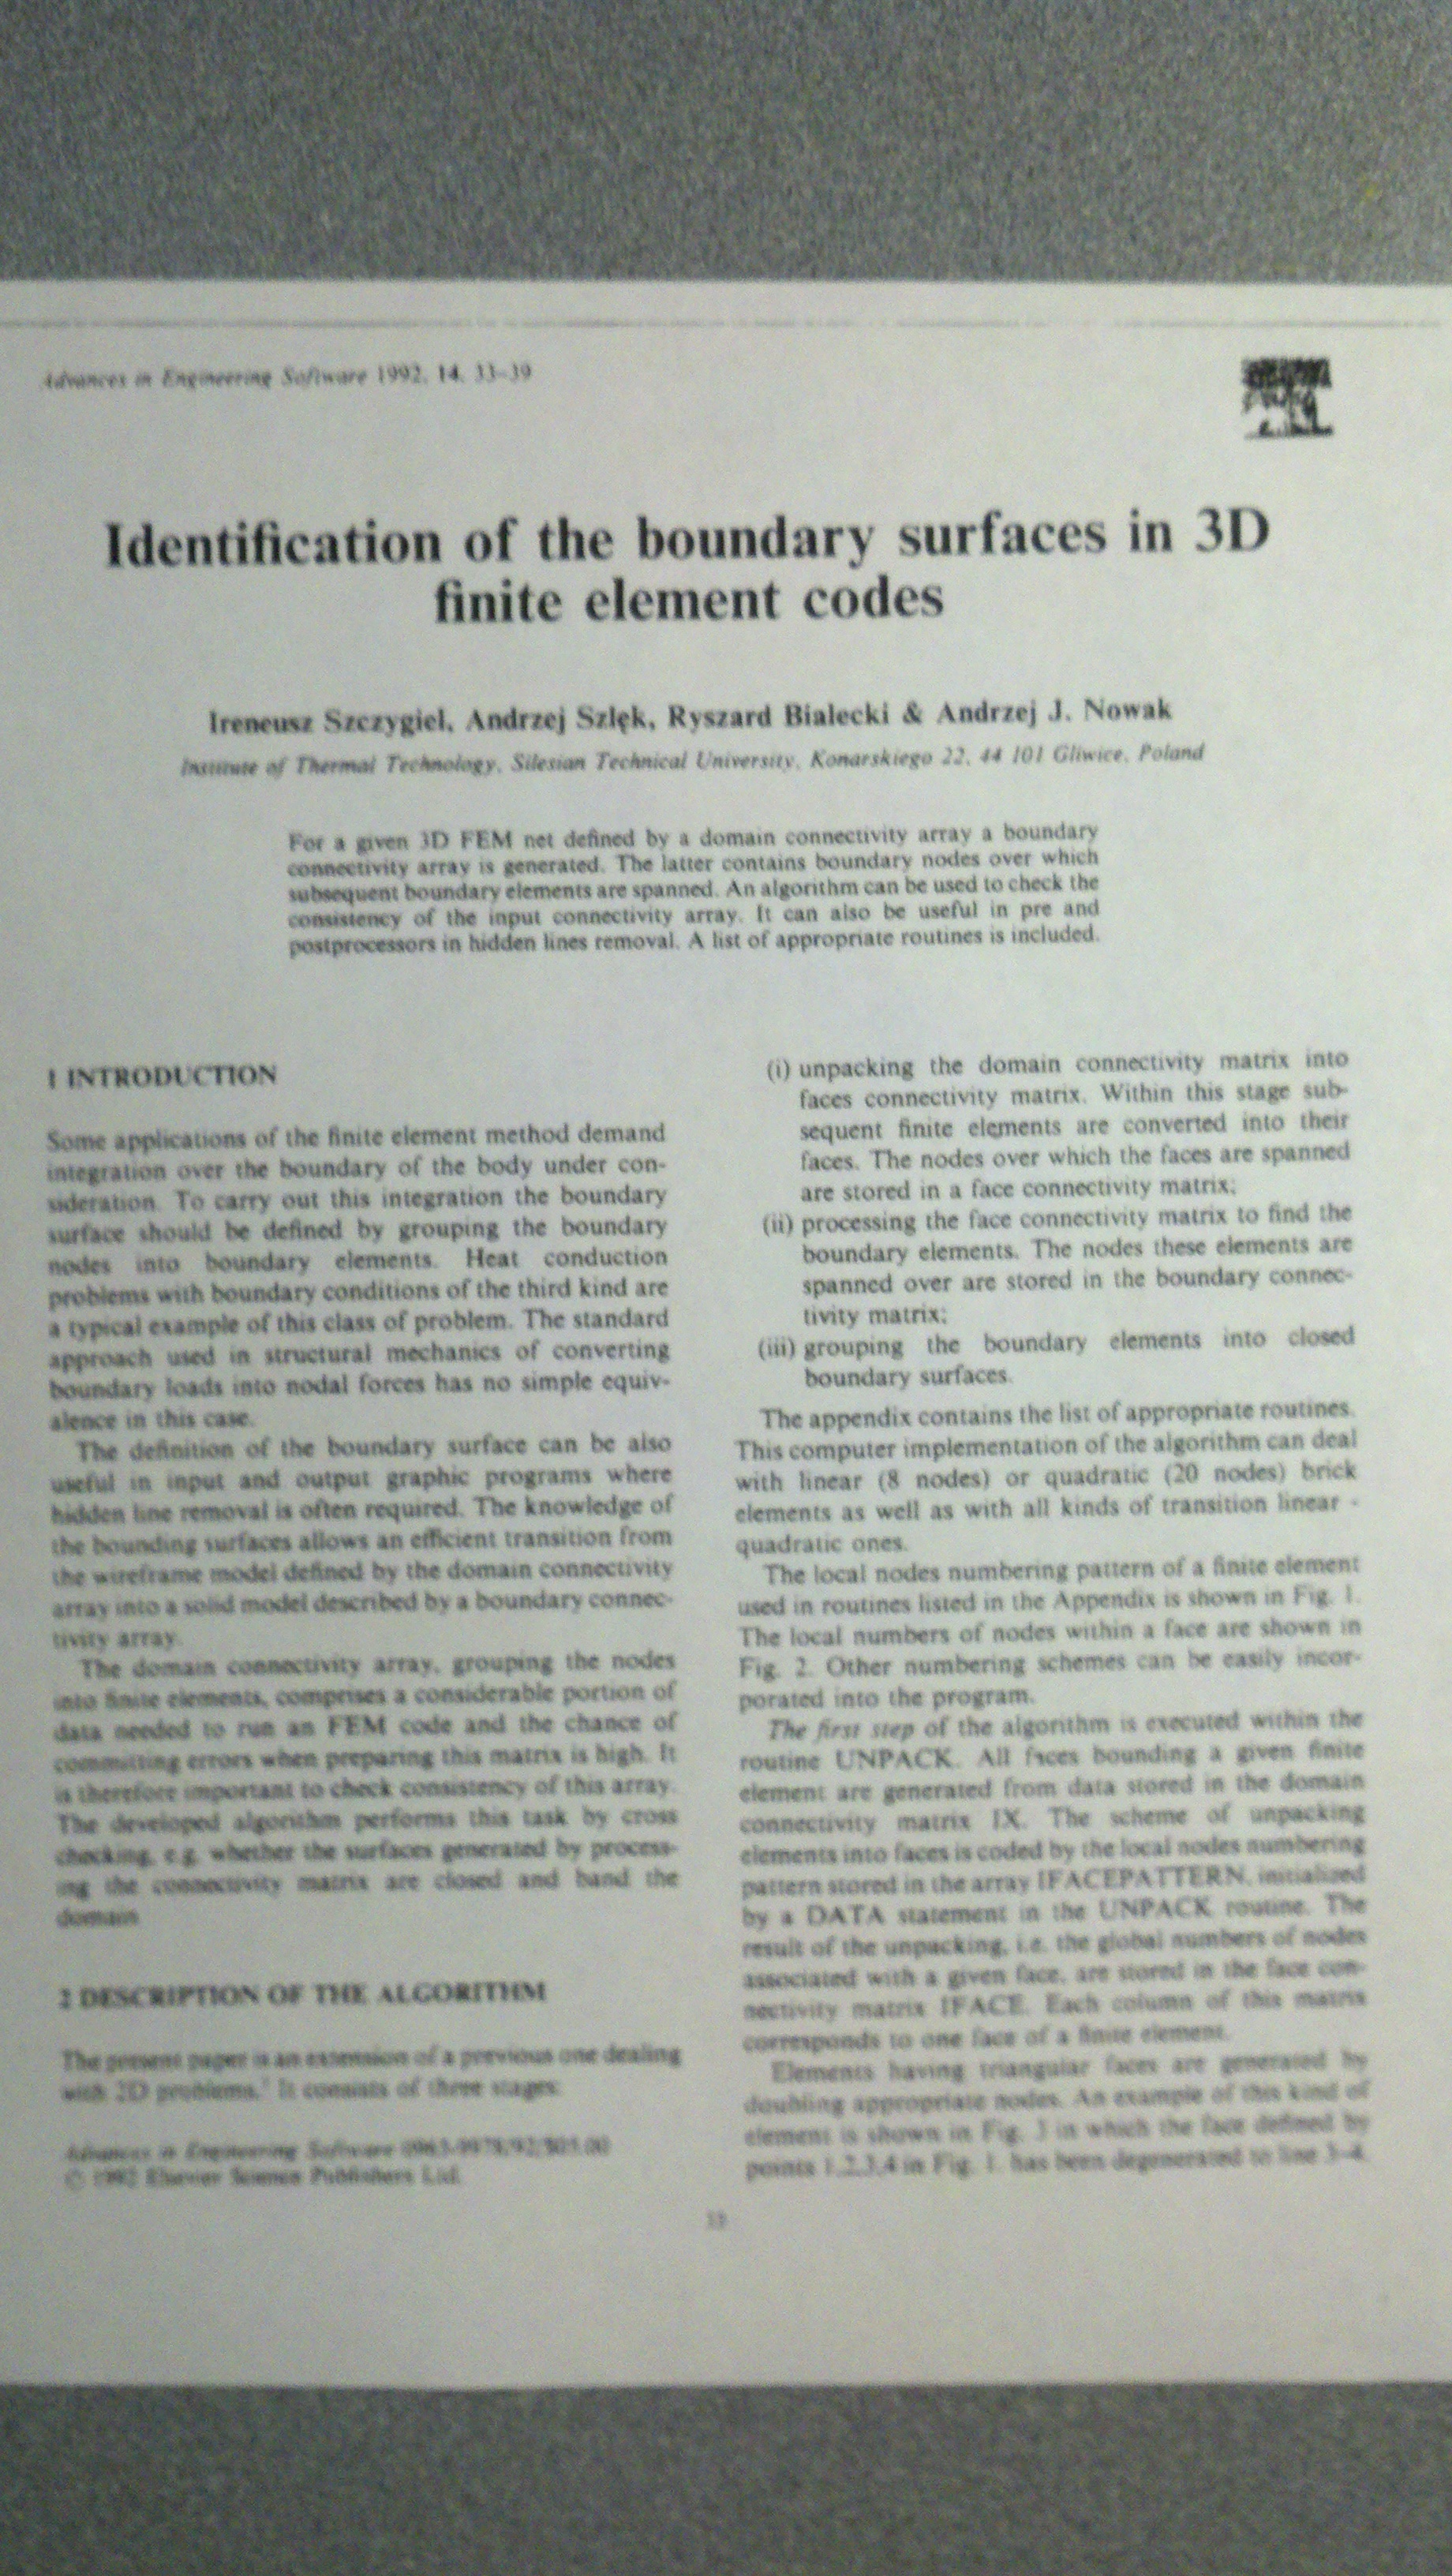 Advances in Engineering Software 1992, 14, 33-39
Identification of the boundary surfaces in 3D
finite element codes
Ireneusz Szczygiel, Andrzej Szlęk, Ryszard Bialecki & Andrzej J. Nowak
Institute of Thermal Technology, Silesian Technical University, Konarskiego 22, 44 101 Gliwice, Poland
For a given 3D FEM net defined by a domain connectivity array a boundary
connectivity array is generated. The latter contains boundary nodes over which
subsequent boundary elements are spanned. An algorithm can be used to check the
consistency of the input connectivity array. It can also be useful in pre and
postprocessors in hidden lines removal. A list of appropriate routines is included.
1 INTRODUCTION
Some applications of the finite element method demand
integration over the boundary of the body under con-
sideration. To carry out this integration the boundary
surface should be defined by grouping the boundary
nodes into boundary elements. Heat conduction
problems with boundary conditions of the third kind are
a typical example of this class of problem. The standard
approach used in structural mechanics of converting
boundary loads into nodal forces has no simple equiv-
alence in this case.
The definition of the boundary surface can be also
useful in input and output graphic programs where
hidden line removal is often required. The knowledge of
the bounding surfaces allows an efficient transition from
the wireframe model defined by the domain connectivity
array into a solid model described by a boundary connec-
tivity array.
The domain connectivity array, grouping the nodes
into finite elements, comprises a considerable portion of
data needed to run an FEM code and the chance of
committing errors when preparing this matrix is high. It
is therefore important to check consistency of this array.
The developed algorithm performs this task by cross
checking, e.g. whether the surfaces generated by process-
ing the connectivity matrix are closed and band the
domain.
2 DESCRIPTION OF THE ALGORITHM
The present paper is an extension of a previous one dealing
with 2D problems. It consists of three stages:
Advances in Engineering Software
© 1992 Elsevier Science Publishers Ltd.
(i) unpacking the domain connectivity matrix into
faces connectivity matrix. Within this stage sub-
sequent finite elements are converted into their
faces. The nodes over which the faces are spanned
are stored in a face connectivity matrix;
(ii) processing the face connectivity matrix to find the
boundary elements. The nodes these elements are
spanned over are stored in the boundary connec-
tivity matrix;
(iii) grouping the boundary elements into closed
boundary surfaces.
The appendix contains the list of appropriate routines.
This computer implementation of the algorithm can deal
with linear (8 nodes) or quadratic (20 nodes) brick
elements as well as with all kinds of transition linear -
quadratic ones.
The local nodes numbering pattern of a finite element
used in routines listed in the Appendix is shown in Fig. 1.
The local numbers of nodes within a face are shown in
Fig. 2. Other numbering schemes can be easily incor-
porated into the program.
The first step of the algorithm is executed within the
routine UNPACK. All faces bounding a given finite
element are generated from data stored in the domain
connectivity matrix IX. The scheme of unpacking
elements into faces is coded by the local nodes numbering
pattern stored in the array IFACEPATTERN, initialised
by a DATA statement in the UNPACK routine. The
result of the unpacking, i.e. the global numbers of nodes
associated with a given face, are stored in the face con-
nectivity matrix IFACE. Each column of this matrix
corresponds to one face of a finite element.
Elements having triangular faces are generated by
doubling appropriate nodes. An example of this kind of
element is shown in Fig. 3 in which the face defined by
points 1,2,3,4 in Fig. 1. has been degenerated to line 3-4.